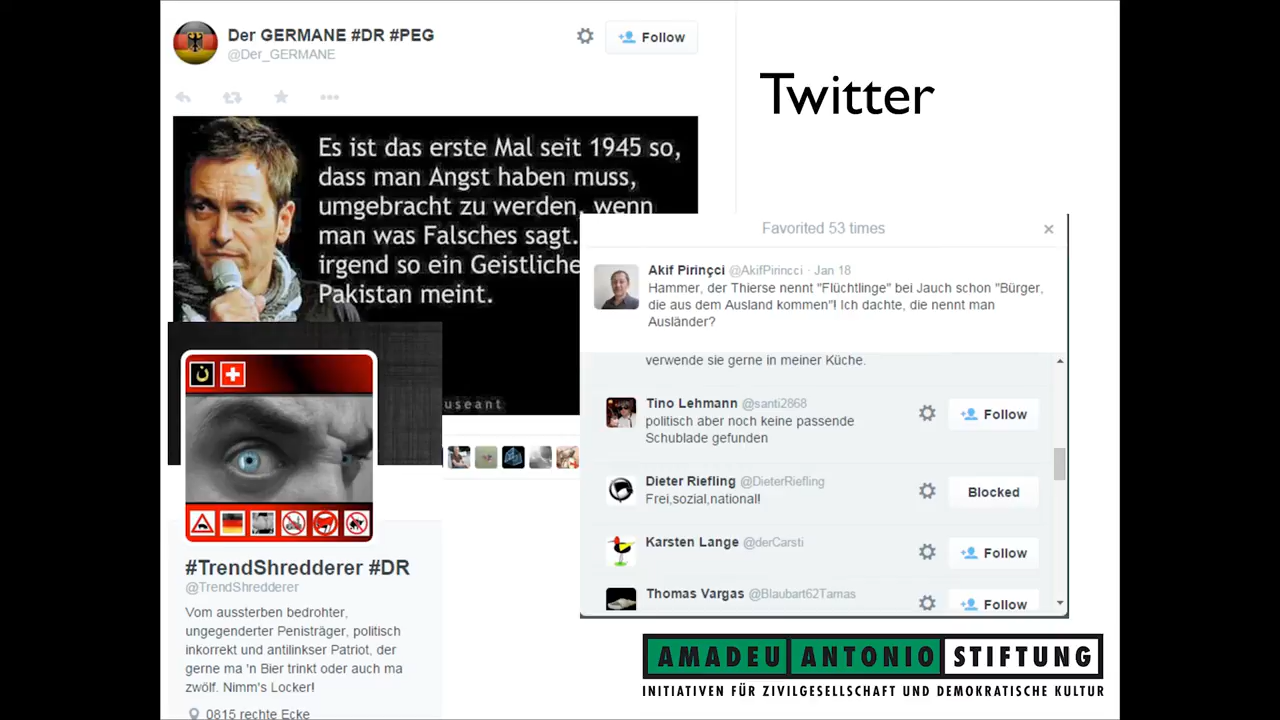 Der GERMANE #DR #PEG
@Der_GERMANE
Follow
Twitter
Es ist das erste Mal seit 1945 so,
dass man Angst haben muss,
umgebracht zu werden, wenn
man was Falsches sagt.
irgend so ein Geistliche
Pakistan meint.
useant
Favorited 53 times
×
Akif Pirinçci @AkifPirincci · Jan 18
Hammer, der Thierse nennt "Flüchtlinge" bei Jauch schon "Bürger,
die aus dem Ausland kommen"! Ich dachte, die nennt man
Ausländer?
verwende sie gerne in meiner Küche.
Tino Lehmann @santi2868
politisch aber noch keine passende
Schublade gefunden
Follow
Dieter Riefling @DieterRiefling
Frei,sozial,national!
Blocked
Karsten Lange @derCarsti
Follow
Thomas Vargas @Blaubart62Tamas
Follow
ن
#TrendShredderer #DR
@TrendShredderer
Vom aussterben bedrohter,
ungegenderter Penisträger, politisch
inkorrekt und antilinkser Patriot, der
gerne ma 'n Bier trinkt oder auch ma
zwölf. Nimm's Locker!
0815 rechte Ecke
AMADEU ANTONIO STIFTUNG
INITIATIVEN FÜR ZIVILGESELLSCHAFT UND DEMOKRATISCHE KULTUR